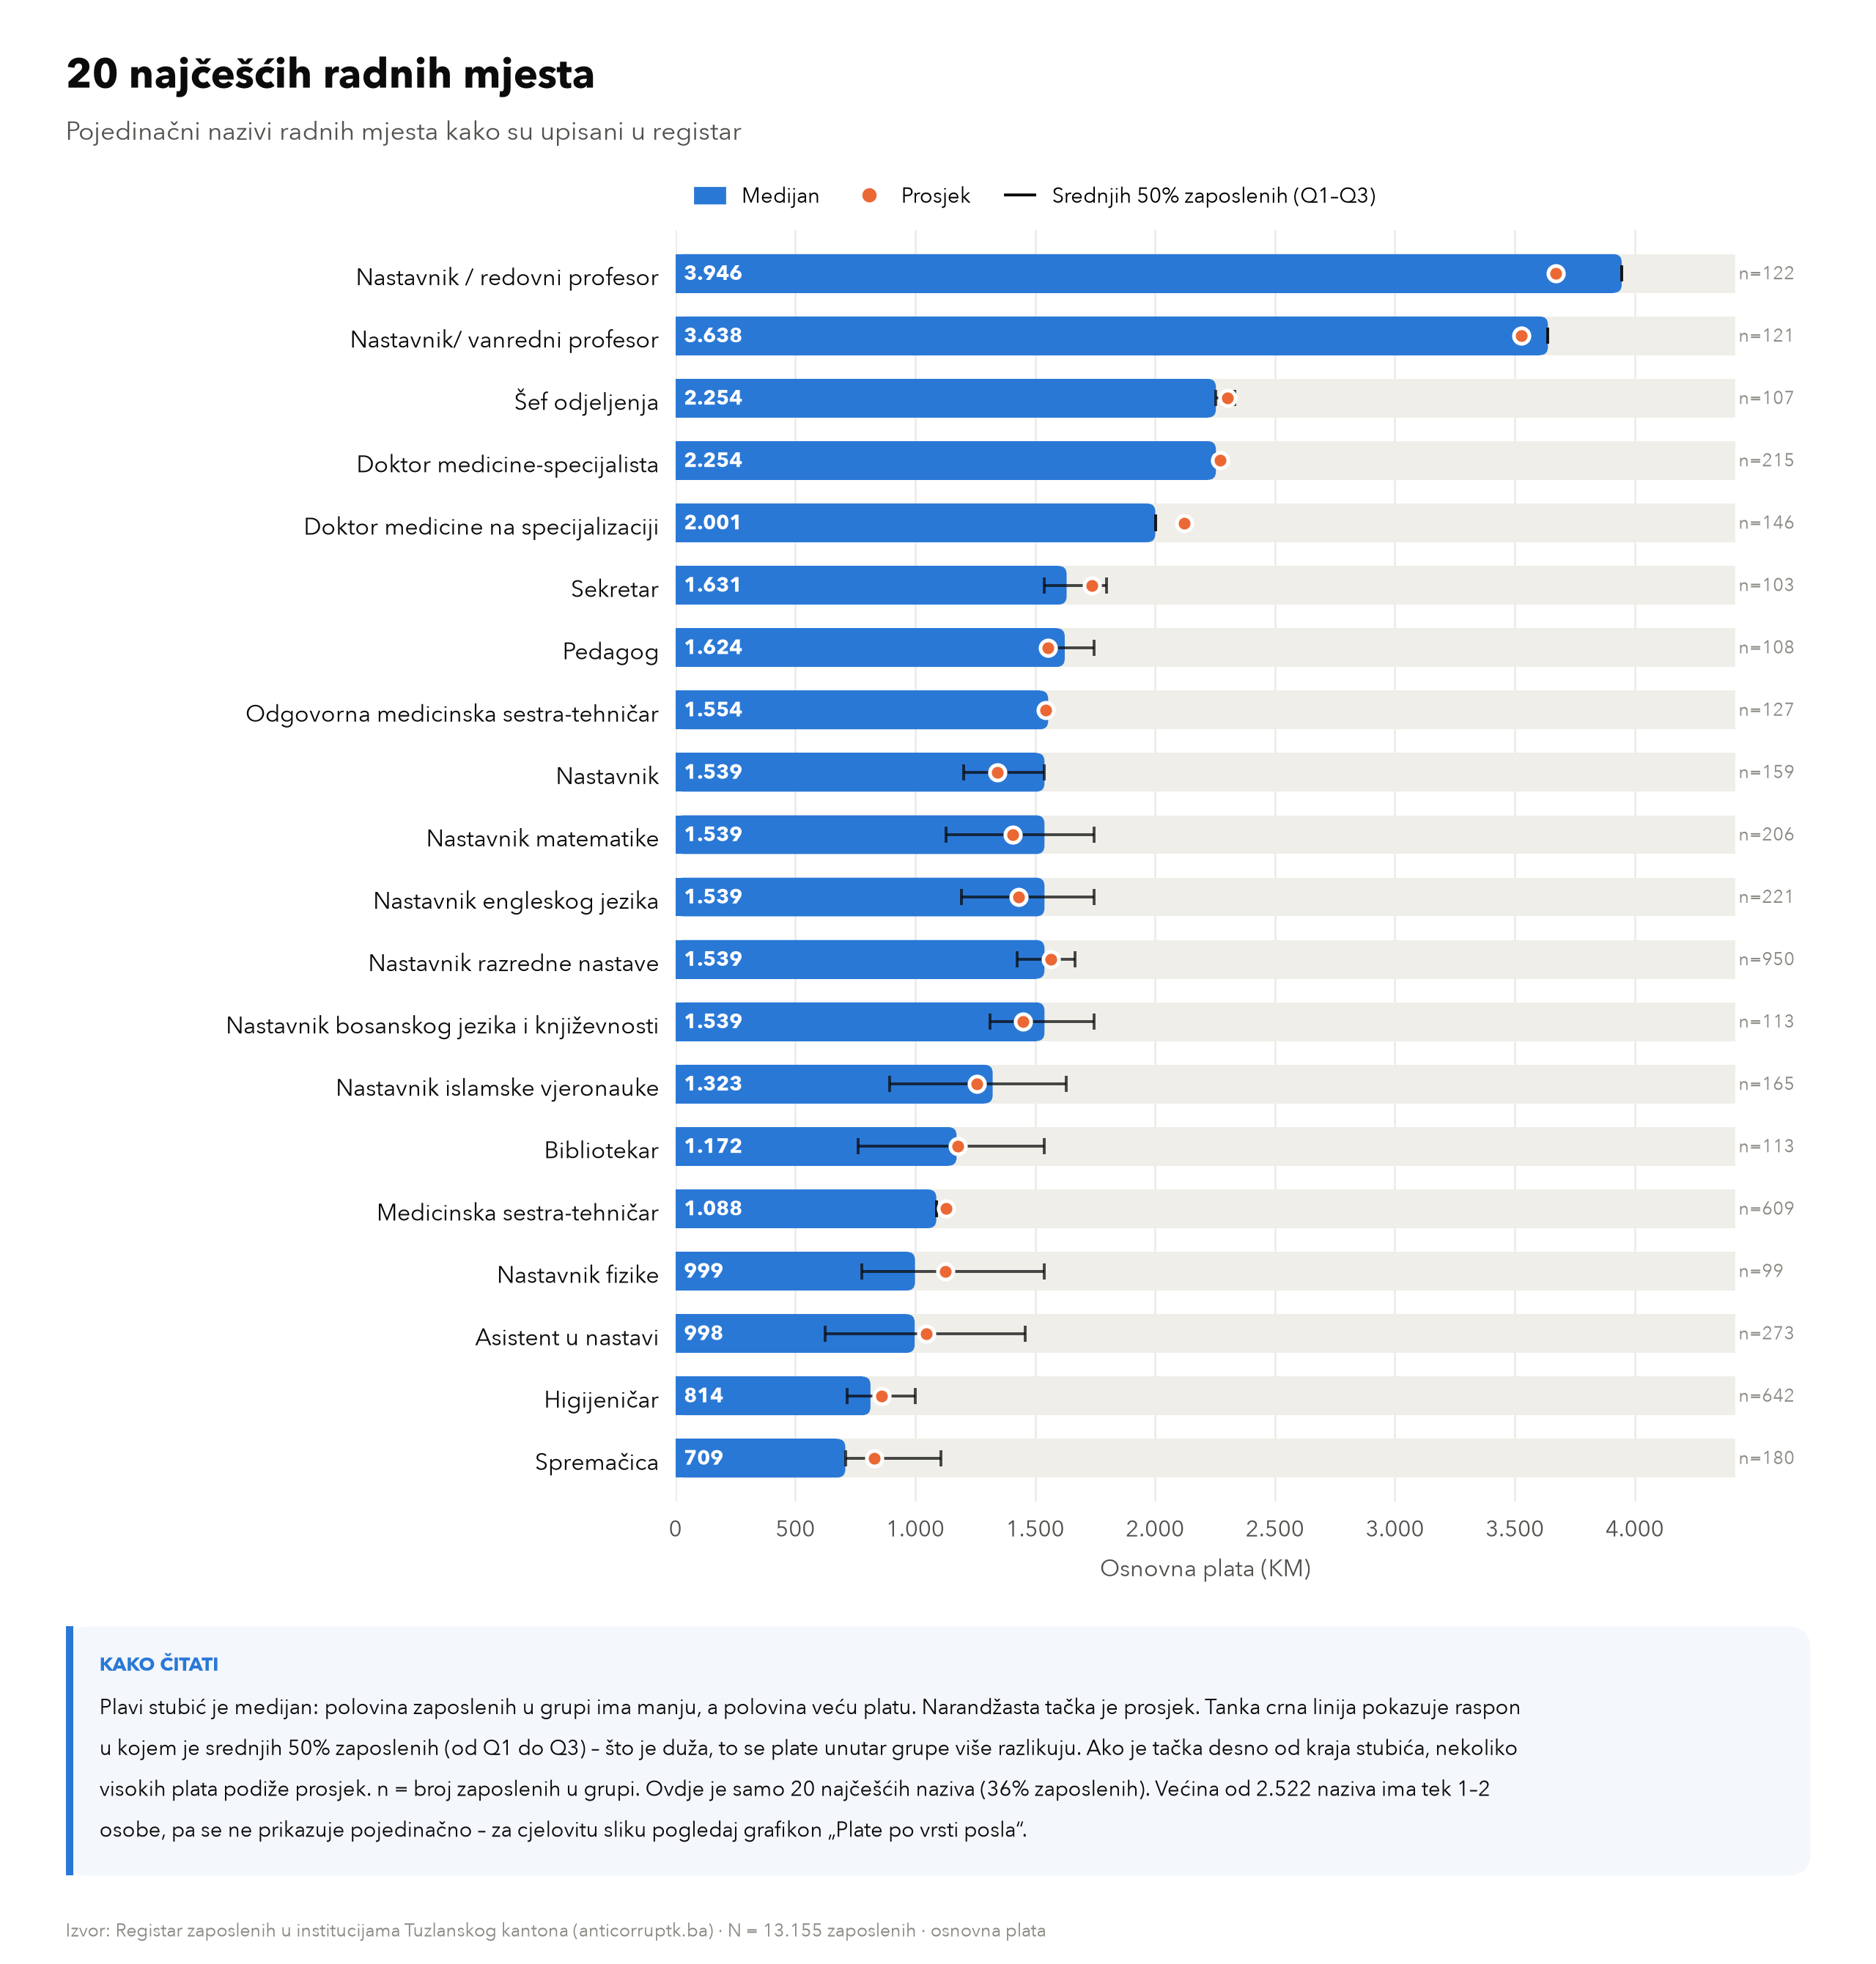 20 najčešćih radnih mjesta
Pojedinačni nazivi radnih mjesta kako su upisani u registar
Medijan Prosjek Srednjih 50% zaposlenih (Q1–Q3)
Nastavnik / redovni profesor 3.946 n=122
Nastavnik/ vanredni profesor 3.638 n=121
Šef odjeljenja 2.254 n=107
Doktor medicine-specijalista 2.254 n=215
Doktor medicine na specijalizaciji 2.001 n=146
Sekretar 1.631 n=103
Pedagog 1.624 n=108
Odgovorna medicinska sestra-tehničar 1.554 n=127
Nastavnik 1.539 n=159
Nastavnik matematike 1.539 n=206
Nastavnik engleskog jezika 1.539 n=221
Nastavnik razredne nastave 1.539 n=950
Nastavnik bosanskog jezika i književnosti 1.539 n=113
Nastavnik islamske vjeronauke 1.323 n=165
Bibliotekar 1.172 n=113
Medicinska sestra-tehničar 1.088 n=609
Nastavnik fizike 999 n=99
Asistent u nastavi 998 n=273
Higijeničar 814 n=642
Spremačica 709 n=180
0 500 1.000 1.500 2.000 2.500 3.000 3.500 4.000
Osnovna plata (KM)
KAKO ČITATI
Plavi stubić je medijan: polovina zaposlenih u grupi ima manju, a polovina veću platu. Narandžasta tačka je prosjek. Tanka crna linija pokazuje raspon
u kojem je srednjih 50% zaposlenih (od Q1 do Q3) – što je duža, to se plate unutar grupe više razlikuju. Ako je tačka desno od kraja stubića, nekoliko
visokih plata podiže prosjek. n = broj zaposlenih u grupi. Ovdje je samo 20 najčešćih naziva (36% zaposlenih). Većina od 2.522 naziva ima tek 1–2
osobe, pa se ne prikazuje pojedinačno – za cjelovitu sliku pogledaj grafikon „Plate po vrsti posla“.
Izvor: Registar zaposlenih u institucijama Tuzlanskog kantona (anticorruptk.ba) · N = 13.155 zaposlenih · osnovna plata